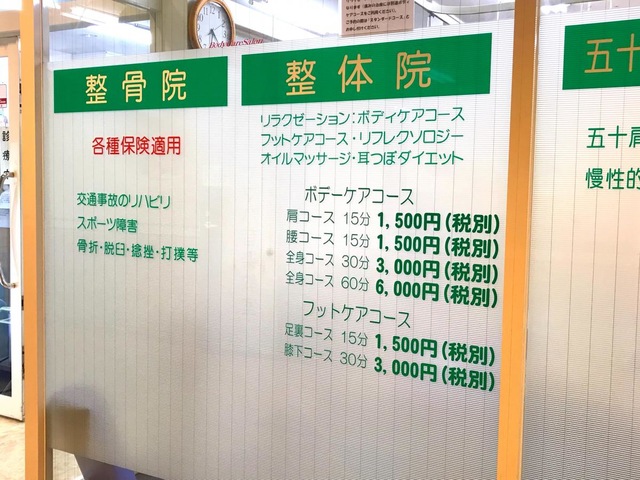 整骨院
各種保険適用
交通事故のリハビリ
スポーツ障害
骨折・脱臼・捻挫・打撲等
整体院
リラクゼーション:ボディケアコース
フットケアコース・リフレクソロジー
オイルマッサージ・耳つぼダイエット
ボデーケアコース
肩コース 15分 1,500円(税別)
腰コース 15分 1,500円(税別)
全身コース 30分 3,000円(税別)
全身コース 60分 6,000円(税別)
フットケアコース
足裏コース 15分 1,500円(税別)
膝下コース 30分 3,000円(税別)
五十
五十肩
慢性的
診
療